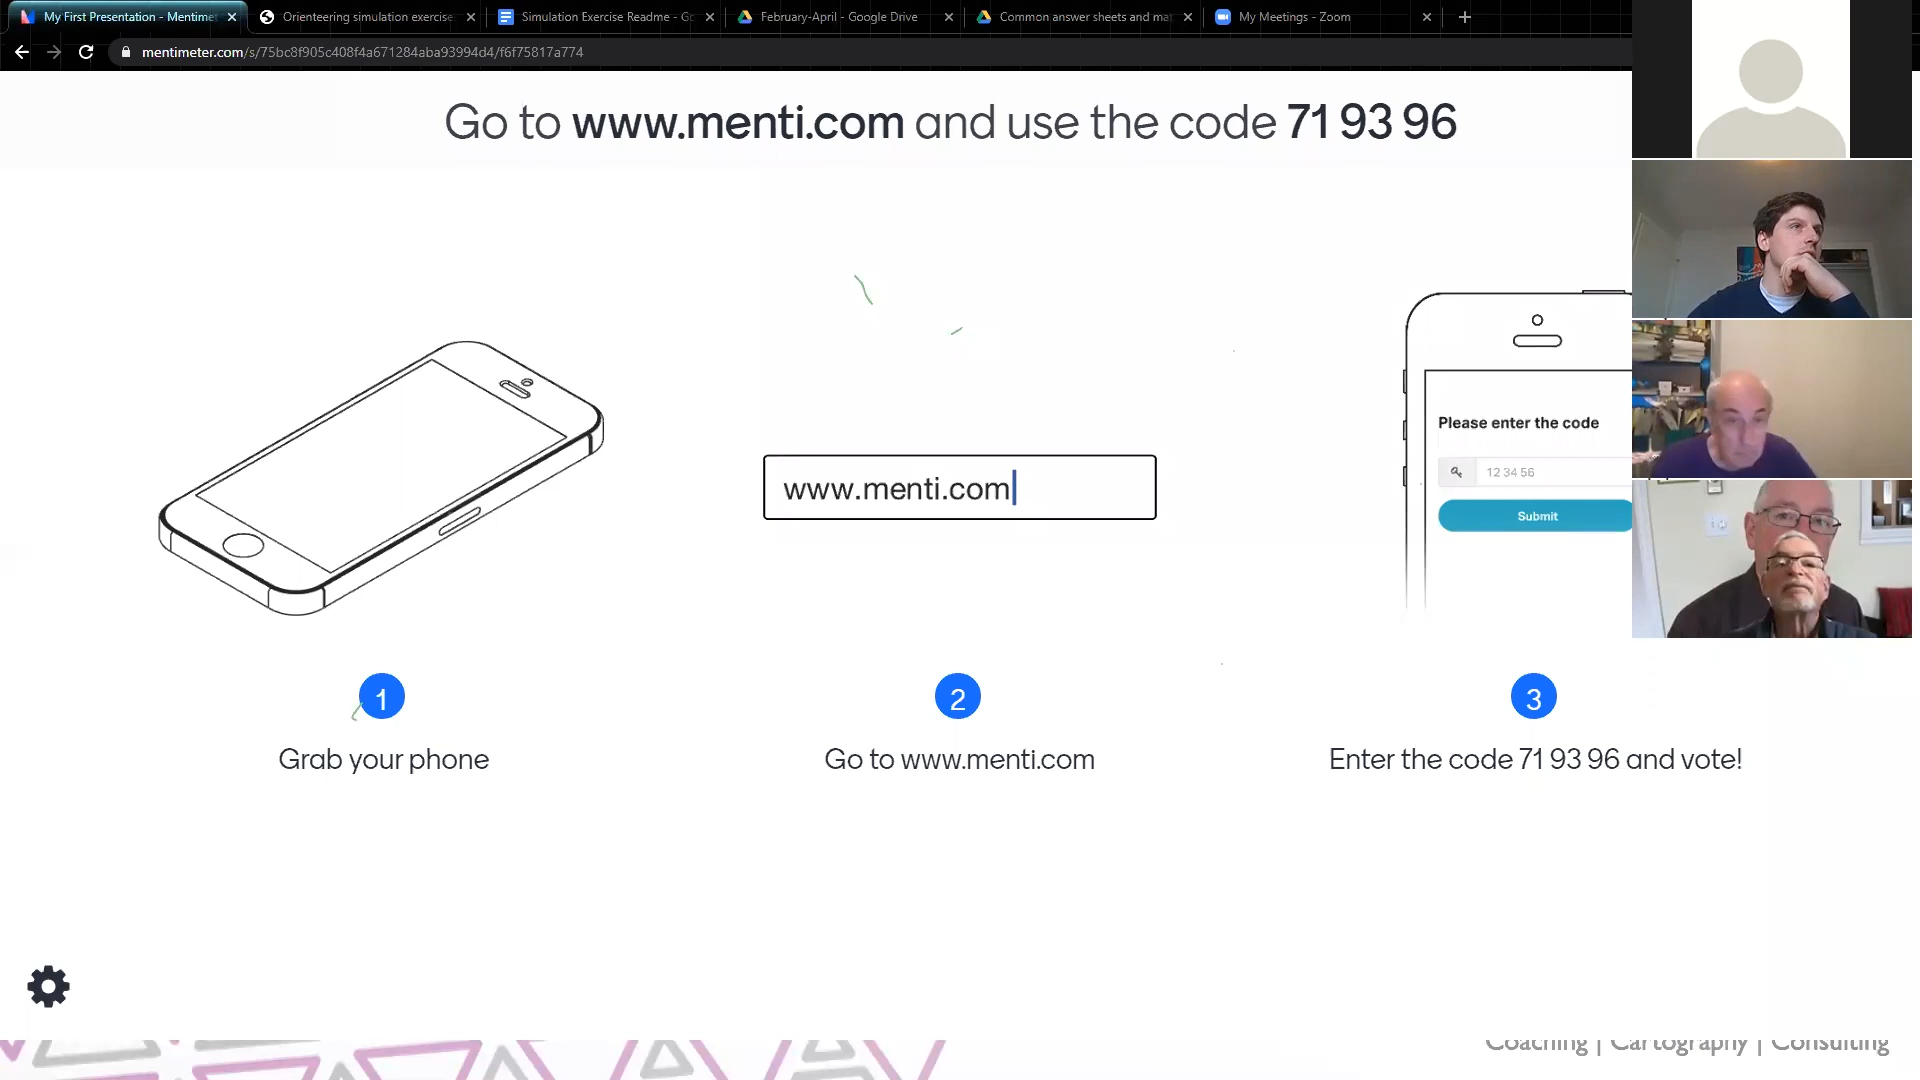 My First Presentation - Mentime
Orienteering simulation exercise
Simulation Exercise Readme - Go
February-April - Google Drive
Common answer sheets and ma
My Meetings - Zoom
mentimeter.com/s/75bc8f905c408f4a671284aba93994d4/f6f75817a774
Go to www.menti.com and use the code 71 93 96
www.menti.com
Please enter the code
12 34 56
Submit
1
2
3
Grab your phone
Go to www.menti.com
Enter the code 71 93 96 and vote!
Coaching | Cartography | Consulting